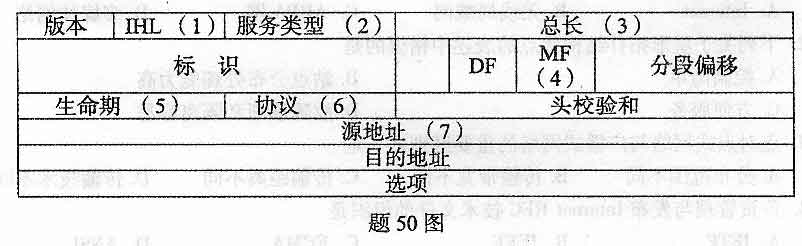 版本 IHL（1） 服务类型（2） 总长（3）
标 识 DF MF（4） 分段偏移
生命期（5） 协议（6） 头校验和
源地址（7）
目的地址
选项
题 50 图